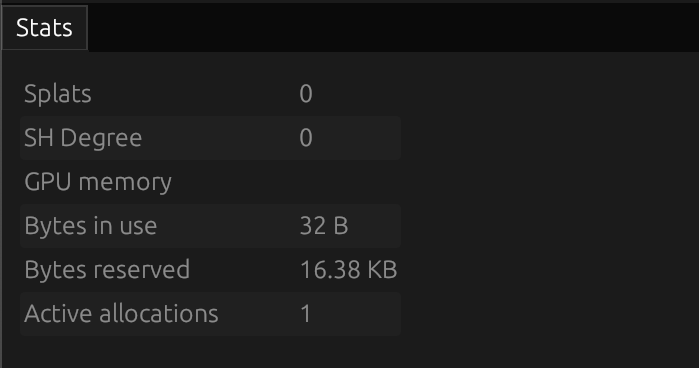 Stats
Splats 0
SH Degree 0
GPU memory
Bytes in use 32 B
Bytes reserved 16.38 KB
Active allocations 1